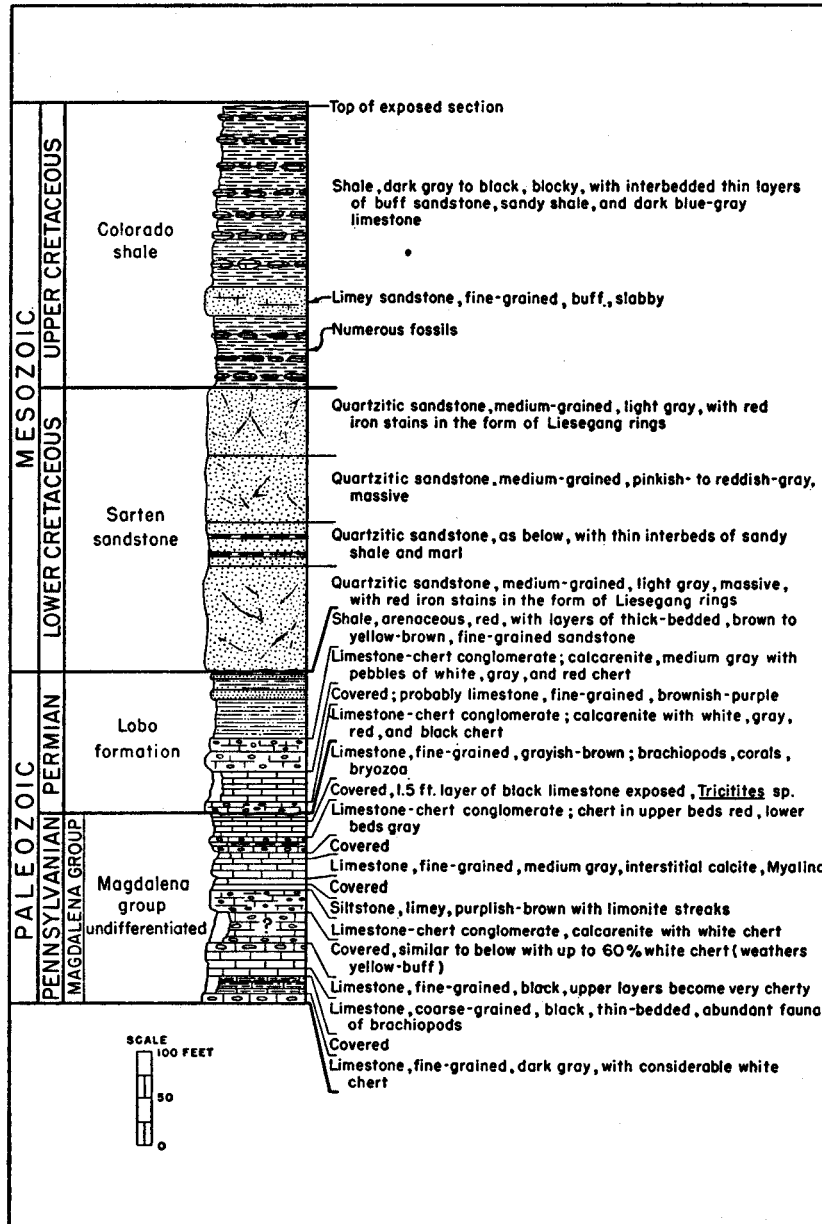 MESOZOIC
PALEOZOIC
UPPER CRETACEOUS
LOWER CRETACEOUS
PERMIAN
PENNSYLVANIAN
MAGDALENA GROUP
Colorado
shale
Sarten
sandstone
Lobo
formation
Magdalena
group
undifferentiated
Top of exposed section
Shale, dark gray to black, blocky, with interbedded thin layers
of buff sandstone, sandy shale, and dark blue-gray
limestone
Limey sandstone, fine-grained, buff, slabby
Numerous fossils
Quartzitic sandstone, medium-grained, light gray, with red
iron stains in the form of Liesegang rings
Quartzitic sandstone, medium-grained, pinkish- to reddish-gray,
massive
Quartzitic sandstone, as below, with thin interbeds of sandy
shale and marl
Quartzitic sandstone, medium-grained, light gray, massive,
with red iron stains in the form of Liesegang rings
Shale, arenaceous, red, with layers of thick-bedded, brown to
yellow-brown, fine-grained sandstone
Limestone-chert conglomerate; calcarenite, medium gray with
pebbles of white, gray, and red chert
Covered; probably limestone, fine-grained, brownish-purple
Limestone-chert conglomerate; calcarenite with white, gray,
red, and black chert
Limestone, fine-grained, grayish-brown; brachiopods, corals,
bryozoa
Covered, 1.5 ft. layer of black limestone exposed, Tricitites sp.
Limestone-chert conglomerate; chert in upper beds red, lower
beds gray
Covered
Limestone, fine-grained, medium gray, interstitial calcite, Myalina
Covered
Siltstone, limey, purplish-brown with limonite streaks
Limestone-chert conglomerate, calcarenite with white chert
Covered, similar to below with up to 60% white chert (weathers
yellow-buff)
Limestone, fine-grained, black, upper layers become very cherty
Limestone, coarse-grained, black, thin-bedded, abundant fauna
of brachiopods
Covered
Limestone, fine-grained, dark gray, with considerable white
chert
?
SCALE
100 FEET
50
0